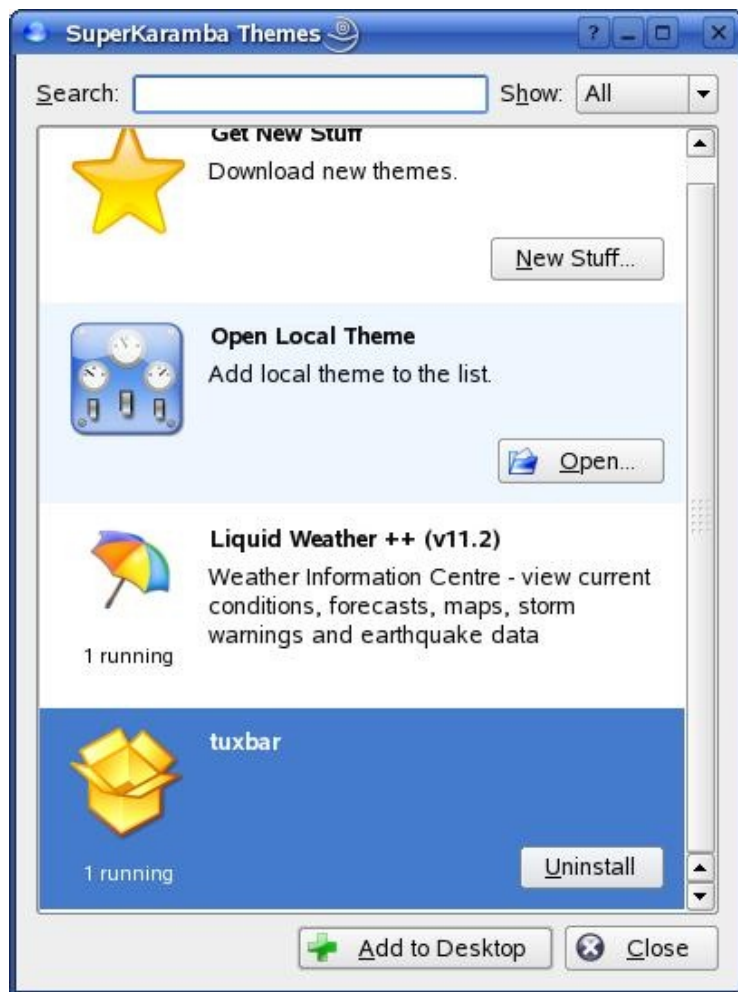 SuperKaramba Themes
Search:
Show: All
Get New Stuff
Download new themes.
New Stuff...
Open Local Theme
Add local theme to the list.
Open...
Liquid Weather ++ (v11.2)
Weather Information Centre - view current
conditions, forecasts, maps, storm
warnings and earthquake data
1 running
tuxbar
1 running
Uninstall
Add to Desktop
Close